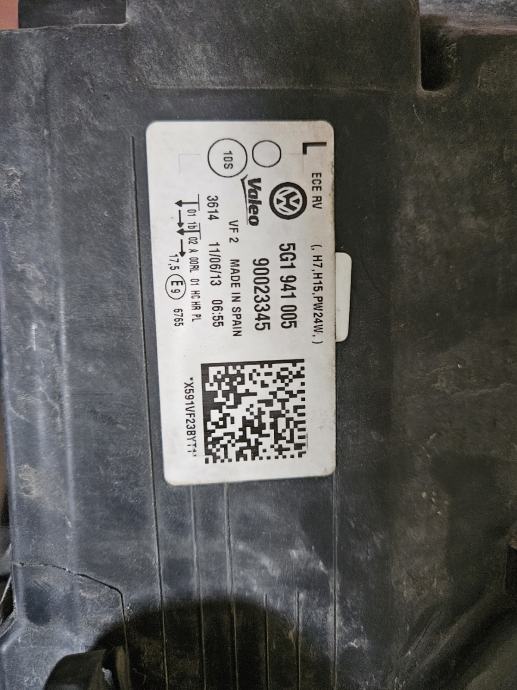 L ECE RV (, H7,H15,PW24W, )
5G1 941 005
Valeo 90023345
10S VF 2 MADE IN SPAIN
3614 11/06/13 06:55
01 1b 02 A 00RL 01 HC HR PL
17,5 E9 6765
*X591VF23BYT1*